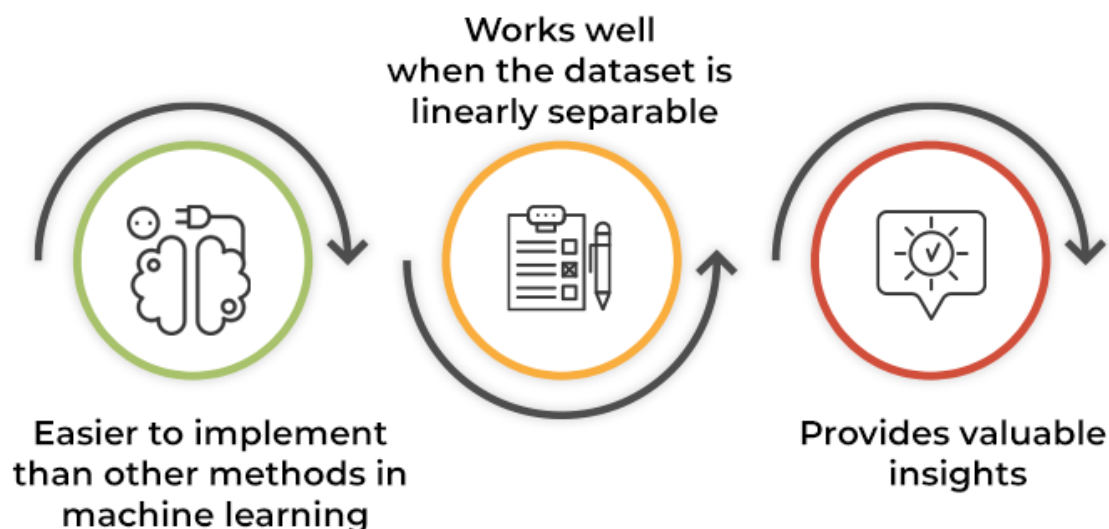 Works well
when the dataset is
linearly separable
Easier to implement
than other methods in
machine learning
Provides valuable
insights